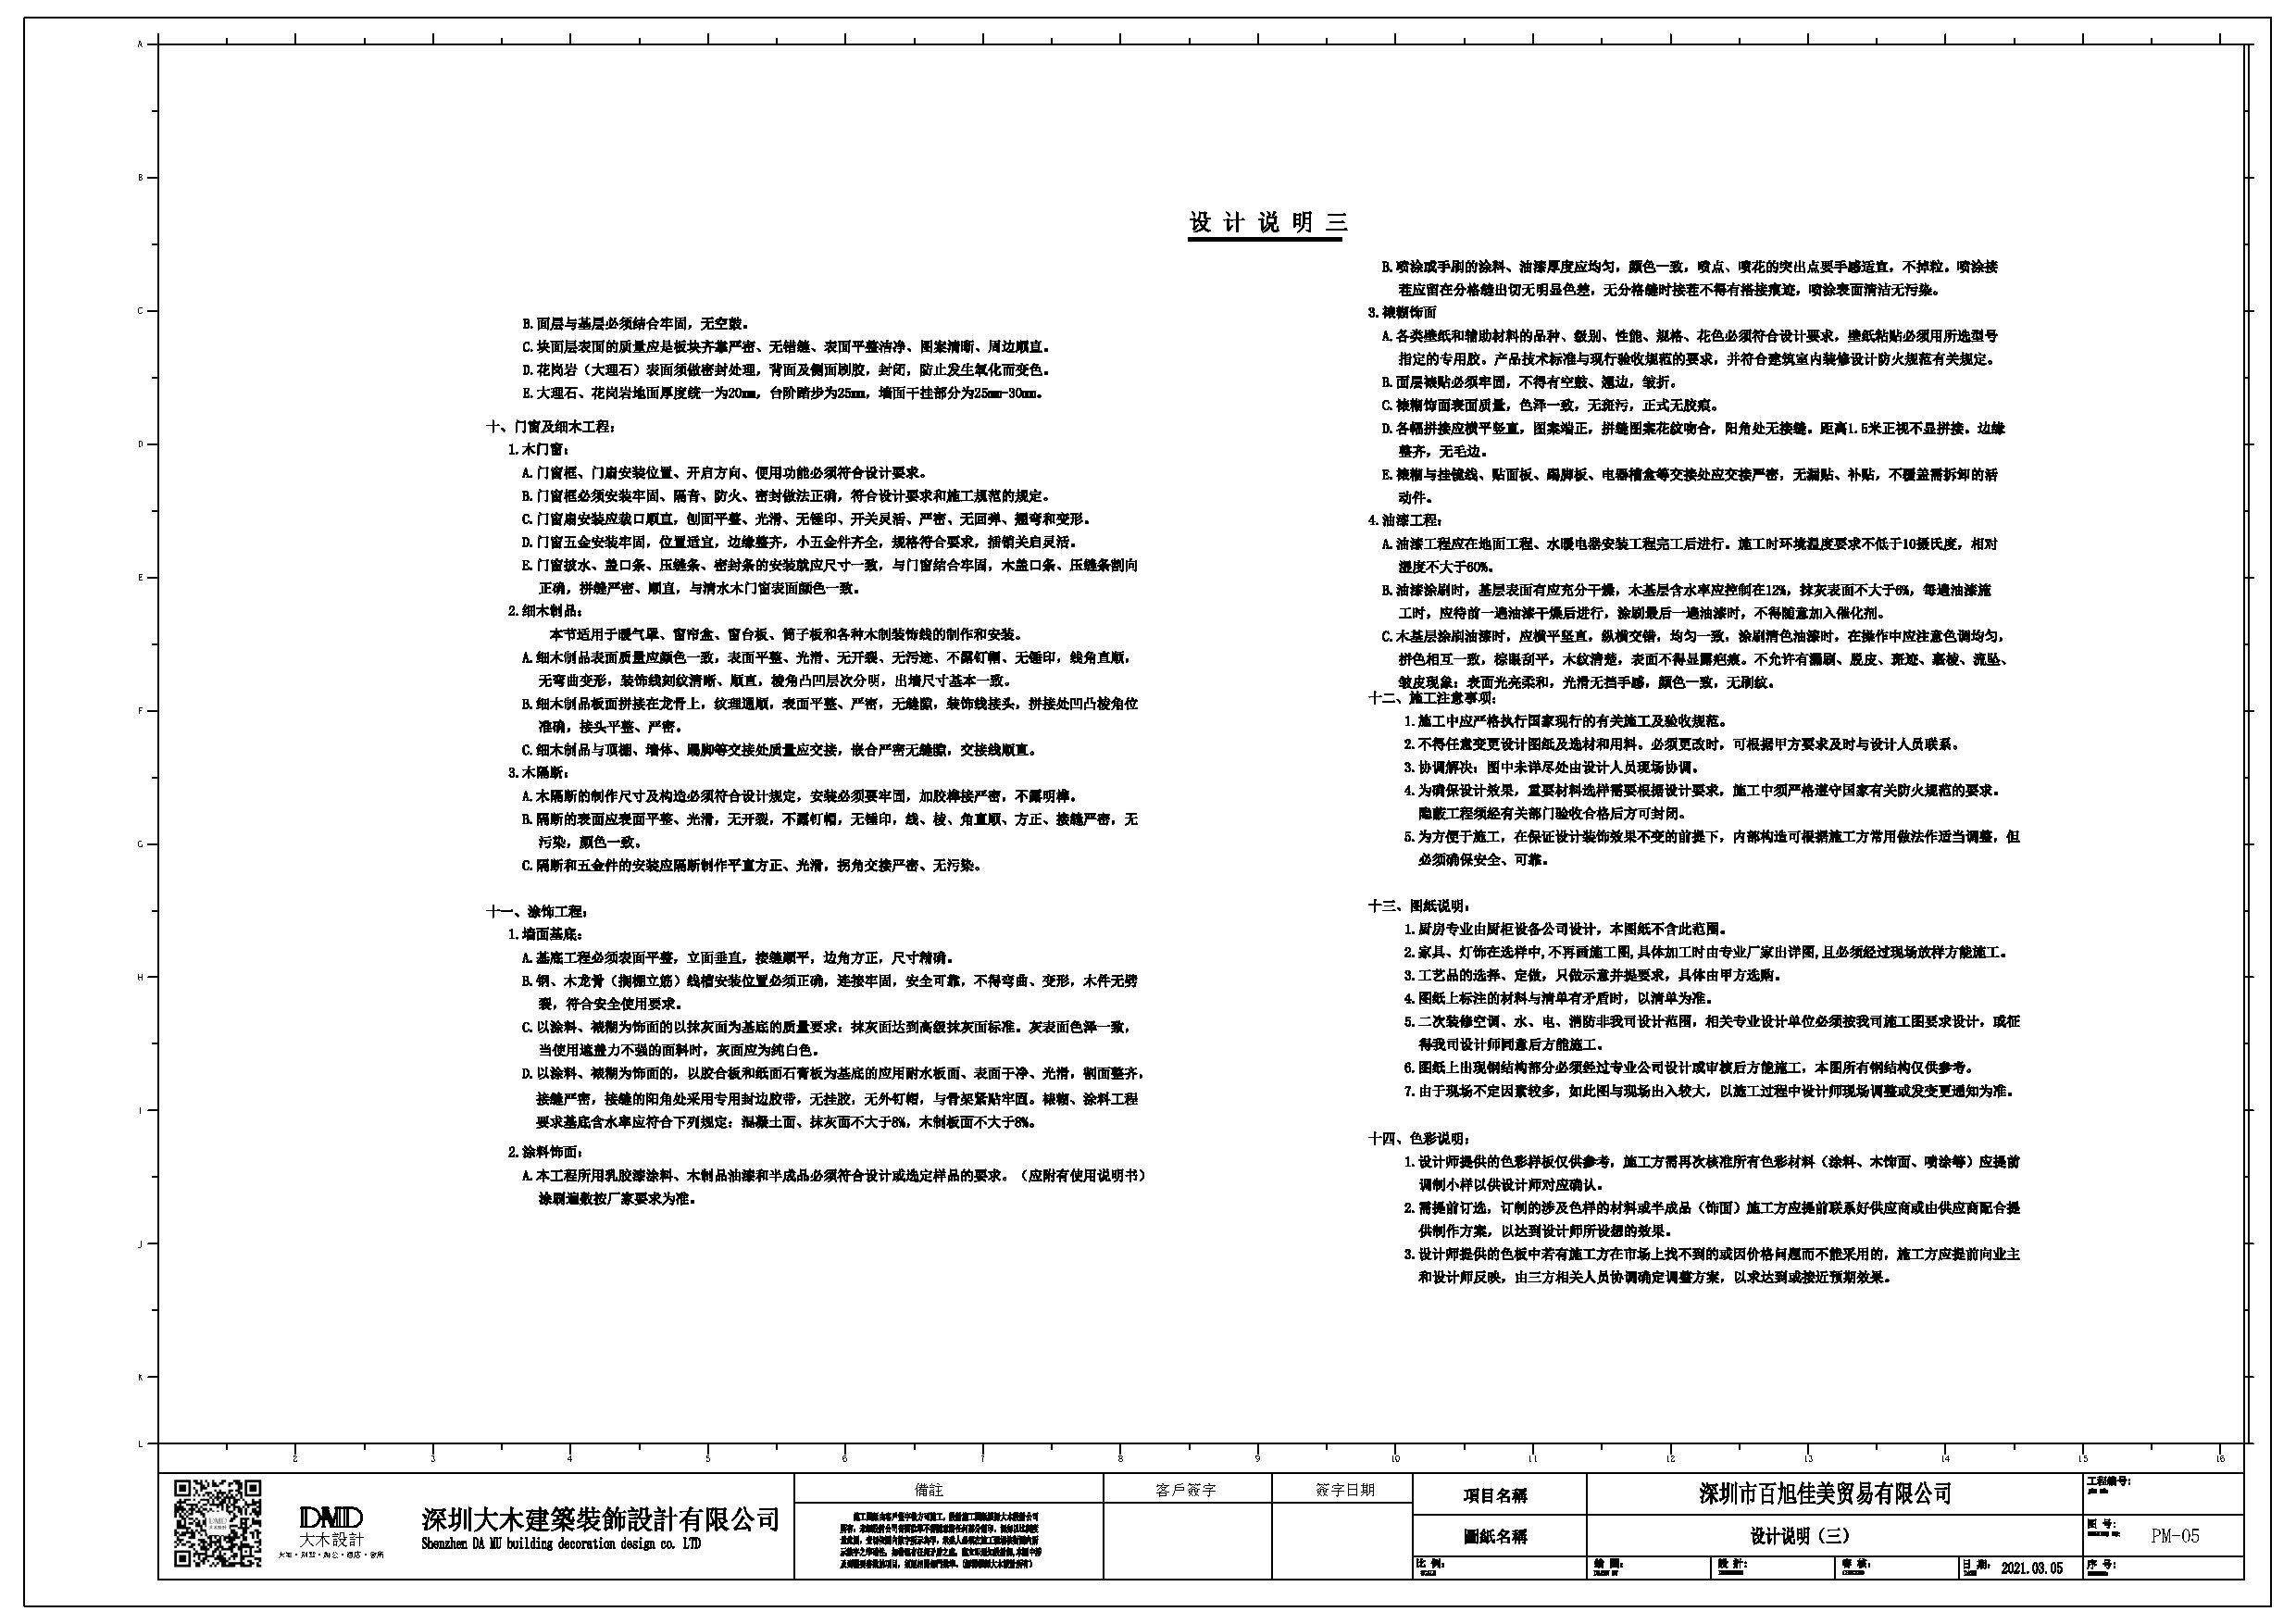 设计说明三
B.面层与基层必须结合牢固，无空鼓。
C.块面层表面的质量应是板块齐靠严密、无错缝、表面平整洁净、图案清晰、周边顺直。
D.花岗岩（大理石）表面须做密封处理，背面及侧面刷胶，封闭，防止发生氧化而变色。
E.大理石、花岗岩地面厚度统一为20mm，台阶踏步为25mm，墙面干挂部分为25mm-30mm。
十、门窗及细木工程：
1.木门窗：
A.门窗框、门扇安装位置、开启方向、使用功能必须符合设计要求。
B.门窗框必须安装牢固、隔音、防火、密封做法正确，符合设计要求和施工规范的规定。
C.门窗扇安装应裁口顺直，刨面平整、光滑、无锤印、开关灵活、严密、无回弹、翘弯和变形。
D.门窗五金安装牢固，位置适宜，边缘整齐，小五金件齐全，规格符合要求，插销关启灵活。
E.门窗披水、盖口条、压缝条、密封条的安装就应尺寸一致，与门窗结合牢固，木盖口条、压缝条割向
正确，拼缝严密、顺直，与清水木门窗表面颜色一致。
2.细木制品：
本节适用于暖气罩、窗帘盒、窗台板、筒子板和各种木制装饰线的制作和安装。
A.细木制品表面质量应颜色一致，表面平整、光滑、无开裂、无污迹、不露钉帽、无锤印，线角直顺，
无弯曲变形，装饰线刻纹清晰、顺直，棱角凸凹层次分明，出墙尺寸基本一致。
B.细木制品板面拼接在龙骨上，纹理通顺，表面平整、严密，无缝隙，装饰线接头，拼接处凹凸棱角位
准确，接头平整、严密。
C.细木制品与顶棚、墙体、踢脚等交接处质量应交接，嵌合严密无缝隙，交接线顺直。
3.木隔断：
A.木隔断的制作尺寸及构造必须符合设计规定，安装必须要牢固，加胶榫接严密，不露明榫。
B.隔断的表面应表面平整、光滑，无开裂，不露钉帽，无锤印，线、棱、角直顺、方正、接缝严密，无
污染，颜色一致。
C.隔断和五金件的安装应隔断制作平直方正、光滑，拐角交接严密、无污染。
十一、涂饰工程：
1.墙面基底：
A.基底工程必须表面平整，立面垂直，接缝顺平，边角方正，尺寸精确。
B.钢、木龙骨（搁栅立筋）线槽安装位置必须正确，连接牢固，安全可靠，不得弯曲、变形，木件无劈
裂，符合安全使用要求。
C.以涂料、裱糊为饰面的以抹灰面为基底的质量要求：抹灰面达到高级抹灰面标准。灰表面色泽一致，
当使用遮盖力不强的面料时，灰面应为纯白色。
D.以涂料、裱糊为饰面的，以胶合板和纸面石膏板为基底的应用耐水板面、表面干净、光滑，割面整齐，
接缝严密，接缝的阳角处采用专用封边胶带，无挂胶，无外钉帽，与骨架紧贴牢固。裱糊、涂料工程
要求基底含水率应符合下列规定：混凝土面、抹灰面不大于8%，木制板面不大于8%。
2.涂料饰面：
A.本工程所用乳胶漆涂料、木制品油漆和半成品必须符合设计或选定样品的要求。（应附有使用说明书）
涂刷遍数按厂家要求为准。
B.喷涂或手刷的涂料、油漆厚度应均匀，颜色一致，喷点、喷花的突出点要手感适宜，不掉粒。喷涂接
茬应留在分格缝出切无明显色差，无分格缝时接茬不得有搭接痕迹，喷涂表面清洁无污染。
3.裱糊饰面
A.各类壁纸和辅助材料的品种、级别、性能、规格、花色必须符合设计要求，壁纸粘贴必须用所选型号
指定的专用胶。产品技术标准与现行验收规范的要求，并符合建筑室内装修设计防火规范有关规定。
B.面层裱贴必须牢固，不得有空鼓、翘边，皱折。
C.裱糊饰面表面质量，色泽一致，无斑污，正式无胶痕。
D.各幅拼接应横平竖直，图案端正，拼缝图案花纹吻合，阳角处无接缝。距离1.5米正视不显拼接。边缘
整齐，无毛边。
E.裱糊与挂镜线、贴面板、踢脚板、电器槽盒等交接处应交接严密，无漏贴、补贴，不覆盖需拆卸的活
动件。
4.油漆工程：
A.油漆工程应在地面工程、水暖电器安装工程完工后进行。施工时环境温度要求不低于10摄氏度，相对
湿度不大于60%。
B.油漆涂刷时，基层表面有应充分干燥，木基层含水率应控制在12%，抹灰表面不大于6%，每遍油漆施
工时，应待前一遍油漆干燥后进行，涂刷最后一遍油漆时，不得随意加入催化剂。
C.木基层涂刷油漆时，应横平竖直，纵横交错，均匀一致，涂刷清色油漆时，在操作中应注意色调均匀，
拼色相互一致，棕眼刮平，木纹清楚，表面不得显露疤痕。不允许有漏刷、脱皮、斑迹、裹棱、流坠、
皱皮现象：表面光亮柔和，光滑无挡手感，颜色一致，无刷纹。
十二、施工注意事项：
1.施工中应严格执行国家现行的有关施工及验收规范。
2.不得任意变更设计图纸及选材和用料。必须更改时，可根据甲方要求及时与设计人员联系。
3.协调解决：图中未详尽处由设计人员现场协调。
4.为确保设计效果，重要材料选样需要根据设计要求，施工中须严格遵守国家有关防火规范的要求。
隐蔽工程须经有关部门验收合格后方可封闭。
5.为方便于施工，在保证设计装饰效果不变的前提下，内部构造可根据施工方常用做法作适当调整，但
必须确保安全、可靠。
十三、图纸说明：
1.厨房专业由厨柜设备公司设计，本图纸不含此范围。
2.家具、灯饰在选样中,不再画施工图,具体加工时由专业厂家出详图,且必须经过现场放样方能施工。
3.工艺品的选择、定做，只做示意并提要求，具体由甲方选购。
4.图纸上标注的材料与清单有矛盾时，以清单为准。
5.二次装修空调、水、电、消防非我司设计范围，相关专业设计单位必须按我司施工图要求设计，或征
得我司设计师同意后方能施工。
6.图纸上出现钢结构部分必须经过专业公司设计或审核后方能施工，本图所有钢结构仅供参考。
7.由于现场不定因素较多，如此图与现场出入较大，以施工过程中设计师现场调整或发变更通知为准。
十四、色彩说明：
1.设计师提供的色彩样板仅供参考，施工方需再次核准所有色彩材料（涂料、木饰面、喷涂等）应提前
调制小样以供设计师对应确认。
2.需提前订选，订制的涉及色样的材料或半成品（饰面）施工方应提前联系好供应商或由供应商配合提
供制作方案，以达到设计师所设想的效果。
3.设计师提供的色板中若有施工方在市场上找不到的或因价格问题而不能采用的，施工方应提前向业主
和设计师反映，由三方相关人员协调确定调整方案，以求达到或接近预期效果。
A
B
C
D
E
F
G
H
I
J
K
L
2 3 4 5 6 7 8 9 10 11 12 13 14 15 16
DMD
大木設計
深圳大木建築裝飾設計有限公司
Shenzhen DA MU building decoration design co. LTD
備註
客戶簽字
簽字日期
項目名稱
深圳市百旭佳美贸易有限公司
工程编号：
圖紙名稱
设计说明（三）
图 号：
PM-05
比 例：
繪 圖：
設 計：
審 核：
日 期：
2021.03.05
序 号：